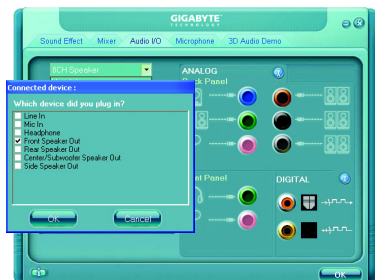 GIGABYTE
TECHNOLOGY
Sound Effect Mixer Audio I/O Microphone 3D Audio Demo
8CH Speaker
ANALOG
Back Panel
Connected device :
Which device did you plug in?
Line In
Mic In
Headphone
Front Speaker Out
Rear Speaker Out
Center/Subwoofer Speaker Out
Side Speaker Out
OK Cancel
nt Panel
DIGITAL
OK